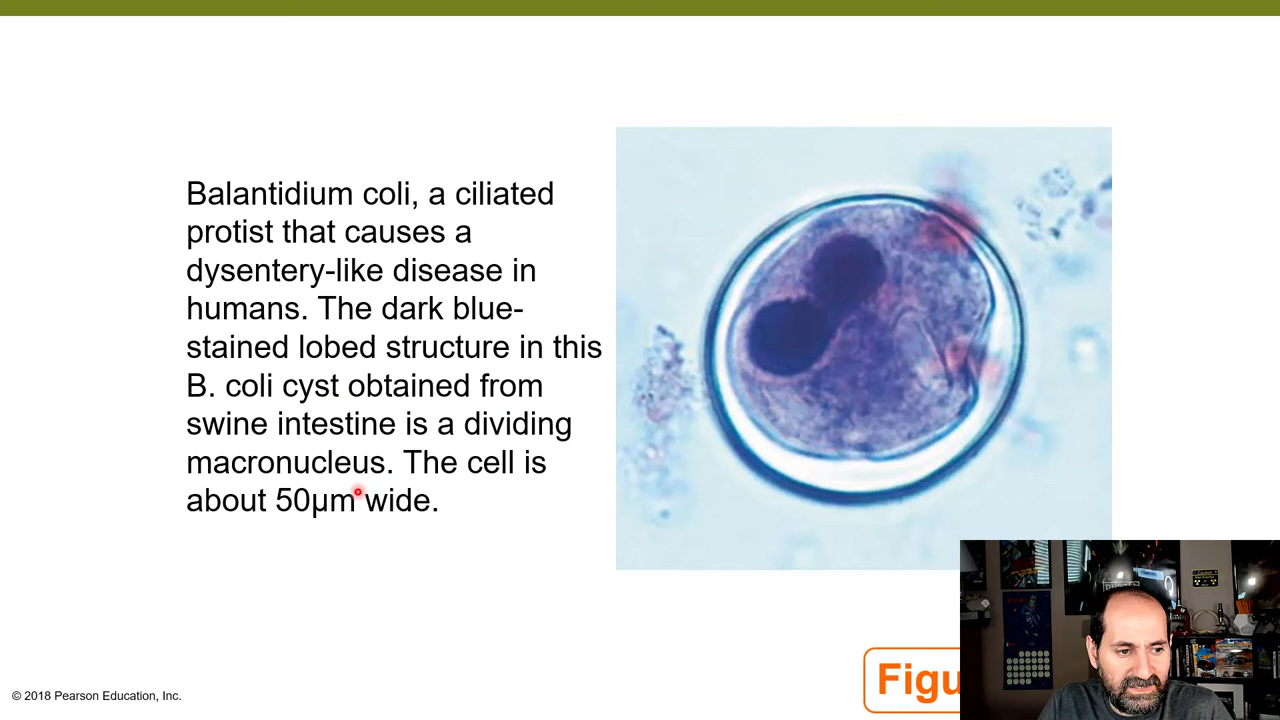 Balantidium coli, a ciliated
protist that causes a
dysentery-like disease in
humans. The dark blue-
stained lobed structure in this
B. coli cyst obtained from
swine intestine is a dividing
macronucleus. The cell is
about 50µm wide.
Figu
© 2018 Pearson Education, Inc.